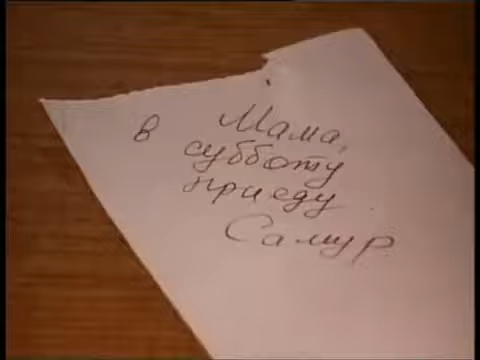 Мама,
в субботу
приеду
Самур